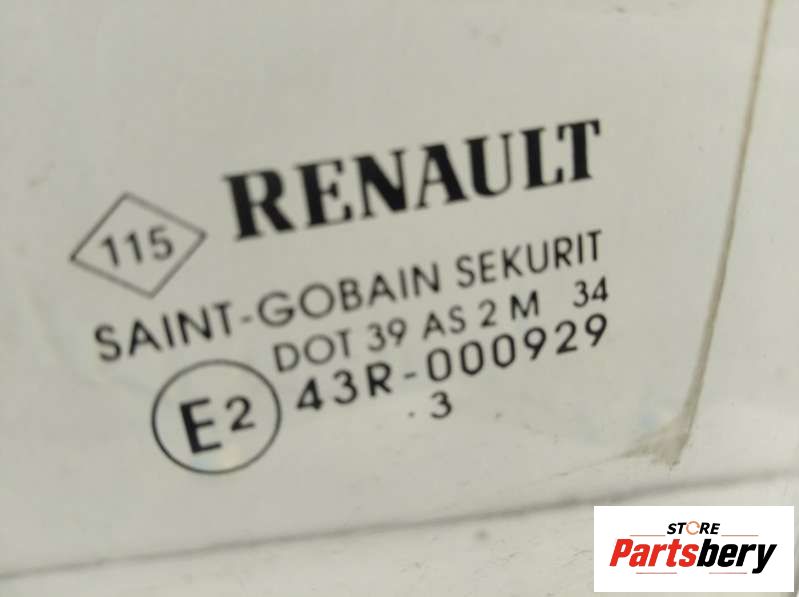 RENAULT
115
SAINT-GOBAIN SEKURIT
DOT 39 AS 2 M 34
E2 43R-000929
. 3
STORE
Partsbery